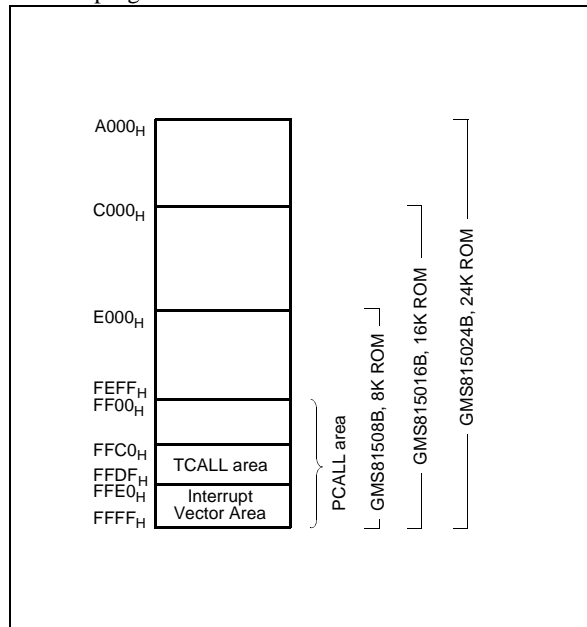 A000H
C000H
E000H
FEFFH
FF00H
FFC0H
TCALL area
FFDFH
FFE0H
Interrupt
Vector Area
FFFFH
PCALL area
GMS81508B, 8K ROM
GMS815016B, 16K ROM
GMS815024B, 24K ROM